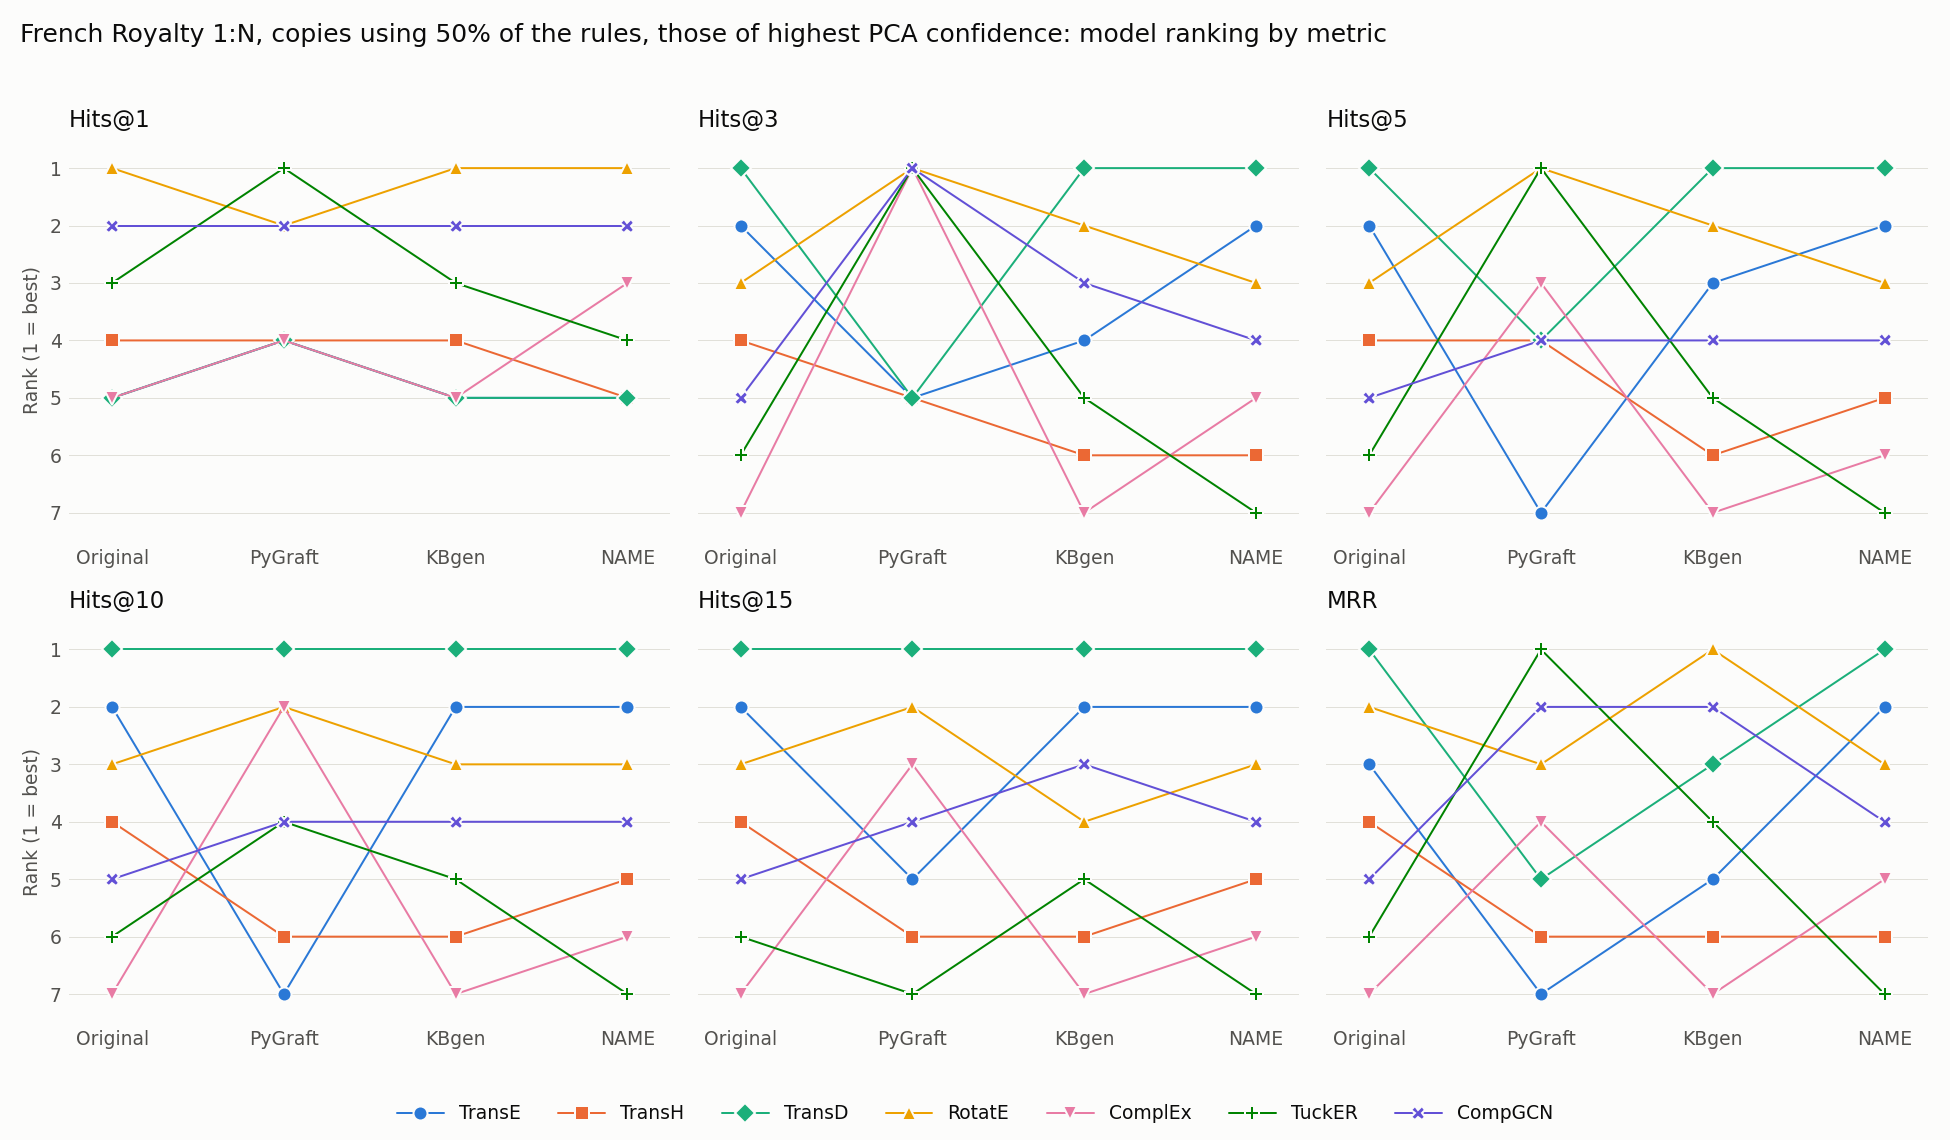 French Royalty 1:N, copies using 50% of the rules, those of highest PCA confidence: model ranking by metric
Hits@1
Hits@3
Hits@5
Rank (1 = best)
1
2
3
4
5
6
7
Original PyGraft KBgen NAME
Original PyGraft KBgen NAME
Original PyGraft KBgen NAME
Hits@10
Hits@15
MRR
Rank (1 = best)
1
2
3
4
5
6
7
Original PyGraft KBgen NAME
Original PyGraft KBgen NAME
Original PyGraft KBgen NAME
TransE TransH TransD RotatE ComplEx TuckER CompGCN